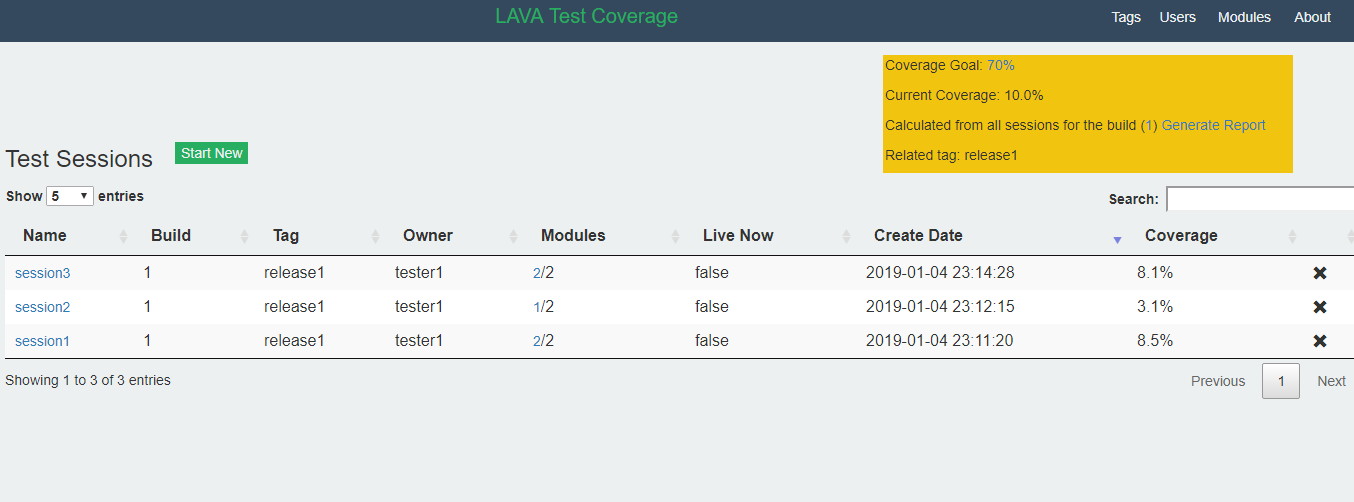 LAVA Test Coverage Tags Users Modules About
Coverage Goal: 70%
Current Coverage: 10.0%
Calculated from all sessions for the build (1) Generate Report
Related tag: release1
Test Sessions Start New
Show 5 entries Search:
Name Build Tag Owner Modules Live Now Create Date Coverage
session3 1 release1 tester1 2/2 false 2019-01-04 23:14:28 8.1%
session2 1 release1 tester1 1/2 false 2019-01-04 23:12:15 3.1%
session1 1 release1 tester1 2/2 false 2019-01-04 23:11:20 8.5%
Showing 1 to 3 of 3 entries Previous 1 Next